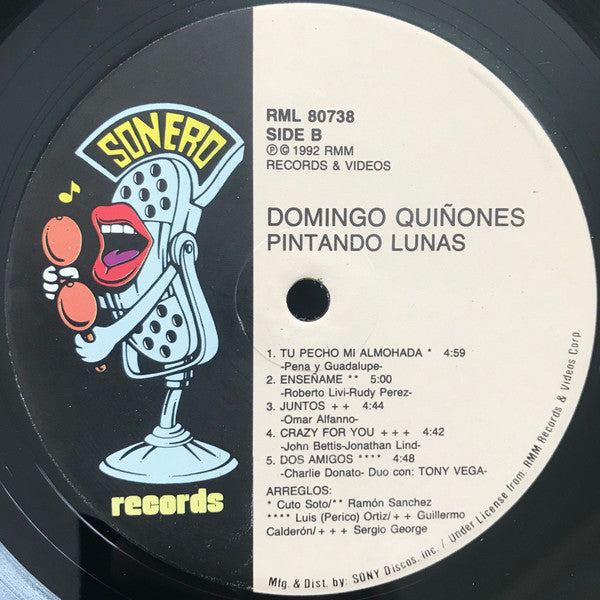 SONERO
records
RML 80738
SIDE B
Ⓟ © 1992 RMM
RECORDS & VIDEOS
DOMINGO QUIÑONES
PINTANDO LUNAS
1. TU PECHO MI ALMOHADA * 4:59
-Pena y Guadalupe-
2. ENSEÑAME ** 5:00
-Roberto Livi-Rudy Perez-
3. JUNTOS ++ 4:44
-Omar Alfanno-
4. CRAZY FOR YOU +++ 4:42
-John Bettis-Jonathan Lind-
5. DOS AMIGOS **** 4:48
-Charlie Donato- Duo con: TONY VEGA-
ARREGLOS:
* Cuto Soto/** Ramón Sanchez
**** Luis (Perico) Ortiz/++ Guillermo
Calderón/+++ Sergio George
Mfg. & Dist. by: SONY Discos, Inc. / Under License from: RMM Records & Videos Corp.